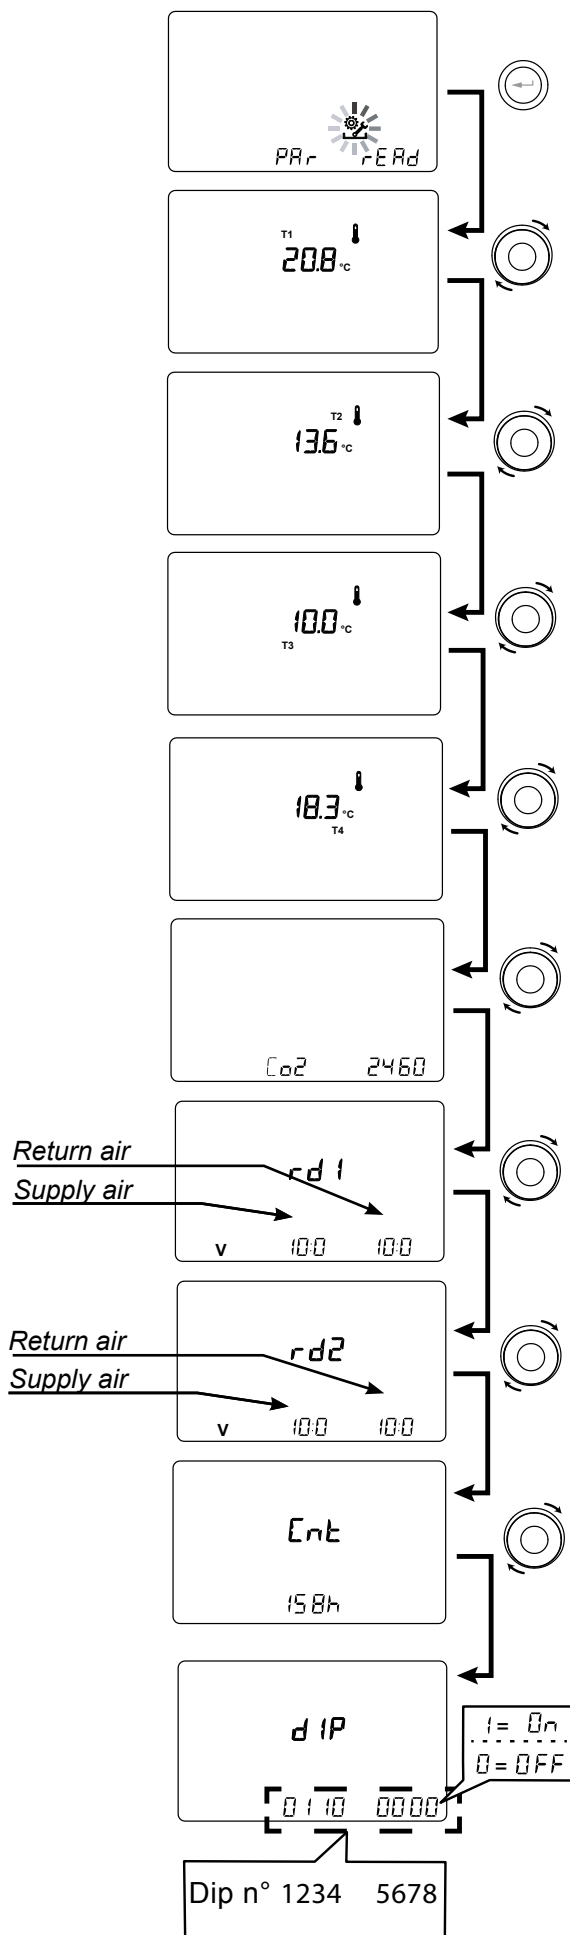 PAr rEAd
T1
20.8 °C
T2
13.6 °C
10.0 °C
T3
18.3 °C
T4
Co2 2460
Return air
rd1
Supply air
V 10:0 10:0
Return air
rd2
Supply air
V 10:0 10:0
Cnt
158h
dIP
1= On
0=OFF
0110 0000
Dip n° 1234 5678